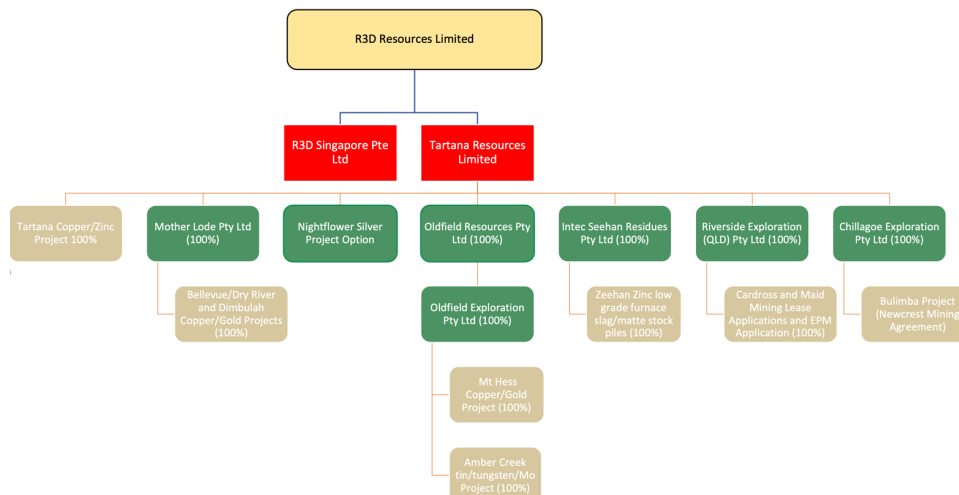 R3D Resources Limited
R3D Singapore Pte
Ltd
Tartana Resources
Limited
Tartana Copper/Zinc
Project 100%
Mother Lode Pty Ltd
(100%)
Nightflower Silver
Project Option
Oldfield Resources Pty
Ltd (100%)
Intec Seehan Residues
Pty Ltd (100%)
Riverside Exploration
(QLD) Pty Ltd (100%)
Chillagoe Exploration
Pty Ltd (100%)
Bellevue/Dry River
and Dimbulah
Copper/Gold Projects
(100%)
Oldfield Exploration
Pty Ltd (100%)
Zeehan Zinc low
grade furnace
slag/matte stock
piles (100%)
Cardross and Maid
Mining Lease
Applications and EPM
Application (100%)
Bulimba Project
(Newcrest Mining
Agreement)
Mt Hess
Copper/Gold
Project (100%)
Amber Creek
tin/tungsten/Mo
Project (100%)